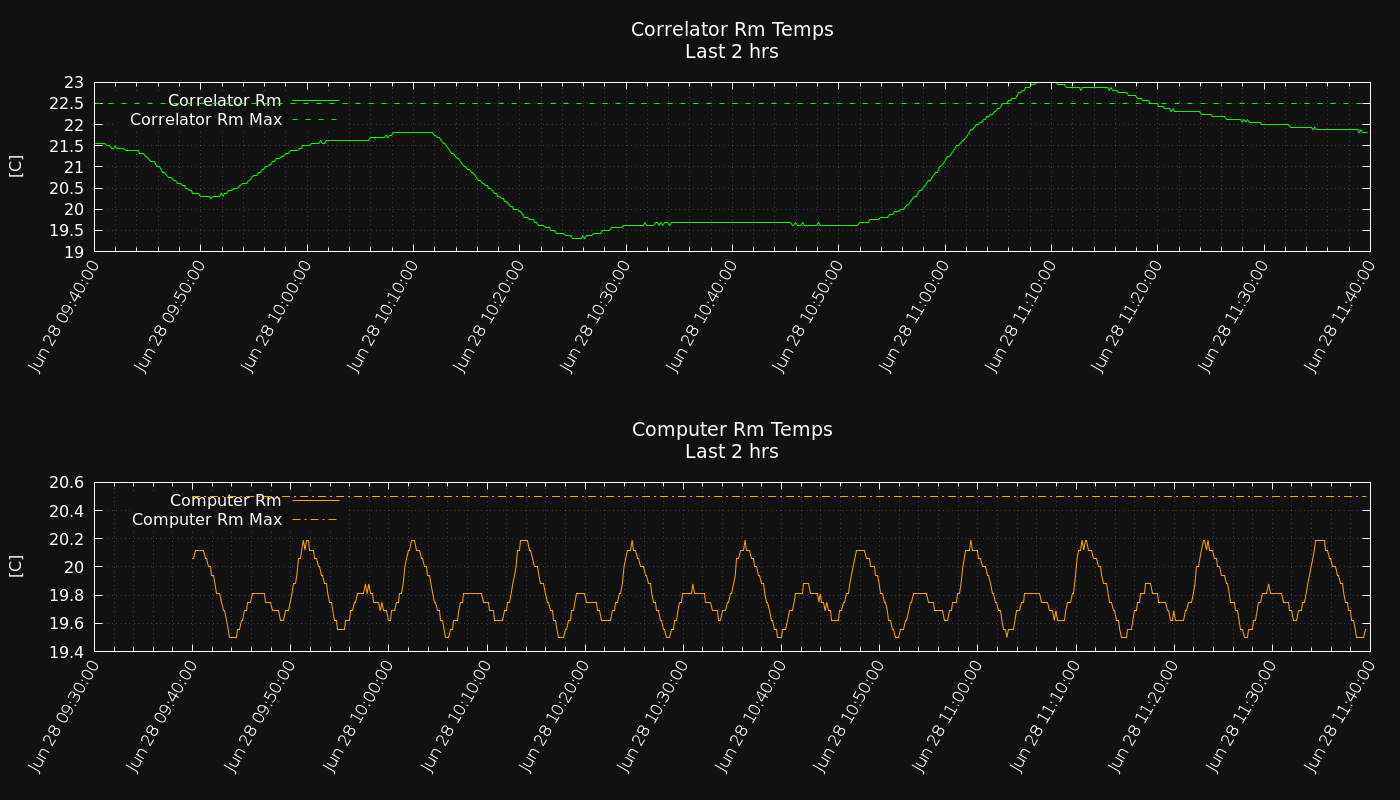 Correlator Rm Temps
Last 2 hrs
23
22.5
22
21.5
21
20.5
20
19.5
19
[C]
Correlator Rm
Correlator Rm Max
Jun 28 09:40:00
Jun 28 09:50:00
Jun 28 10:00:00
Jun 28 10:10:00
Jun 28 10:20:00
Jun 28 10:30:00
Jun 28 10:40:00
Jun 28 10:50:00
Jun 28 11:00:00
Jun 28 11:10:00
Jun 28 11:20:00
Jun 28 11:30:00
Jun 28 11:40:00
Computer Rm Temps
Last 2 hrs
20.6
20.4
20.2
20
19.8
19.6
19.4
[C]
Computer Rm
Computer Rm Max
Jun 28 09:30:00
Jun 28 09:40:00
Jun 28 09:50:00
Jun 28 10:00:00
Jun 28 10:10:00
Jun 28 10:20:00
Jun 28 10:30:00
Jun 28 10:40:00
Jun 28 10:50:00
Jun 28 11:00:00
Jun 28 11:10:00
Jun 28 11:20:00
Jun 28 11:30:00
Jun 28 11:40:00